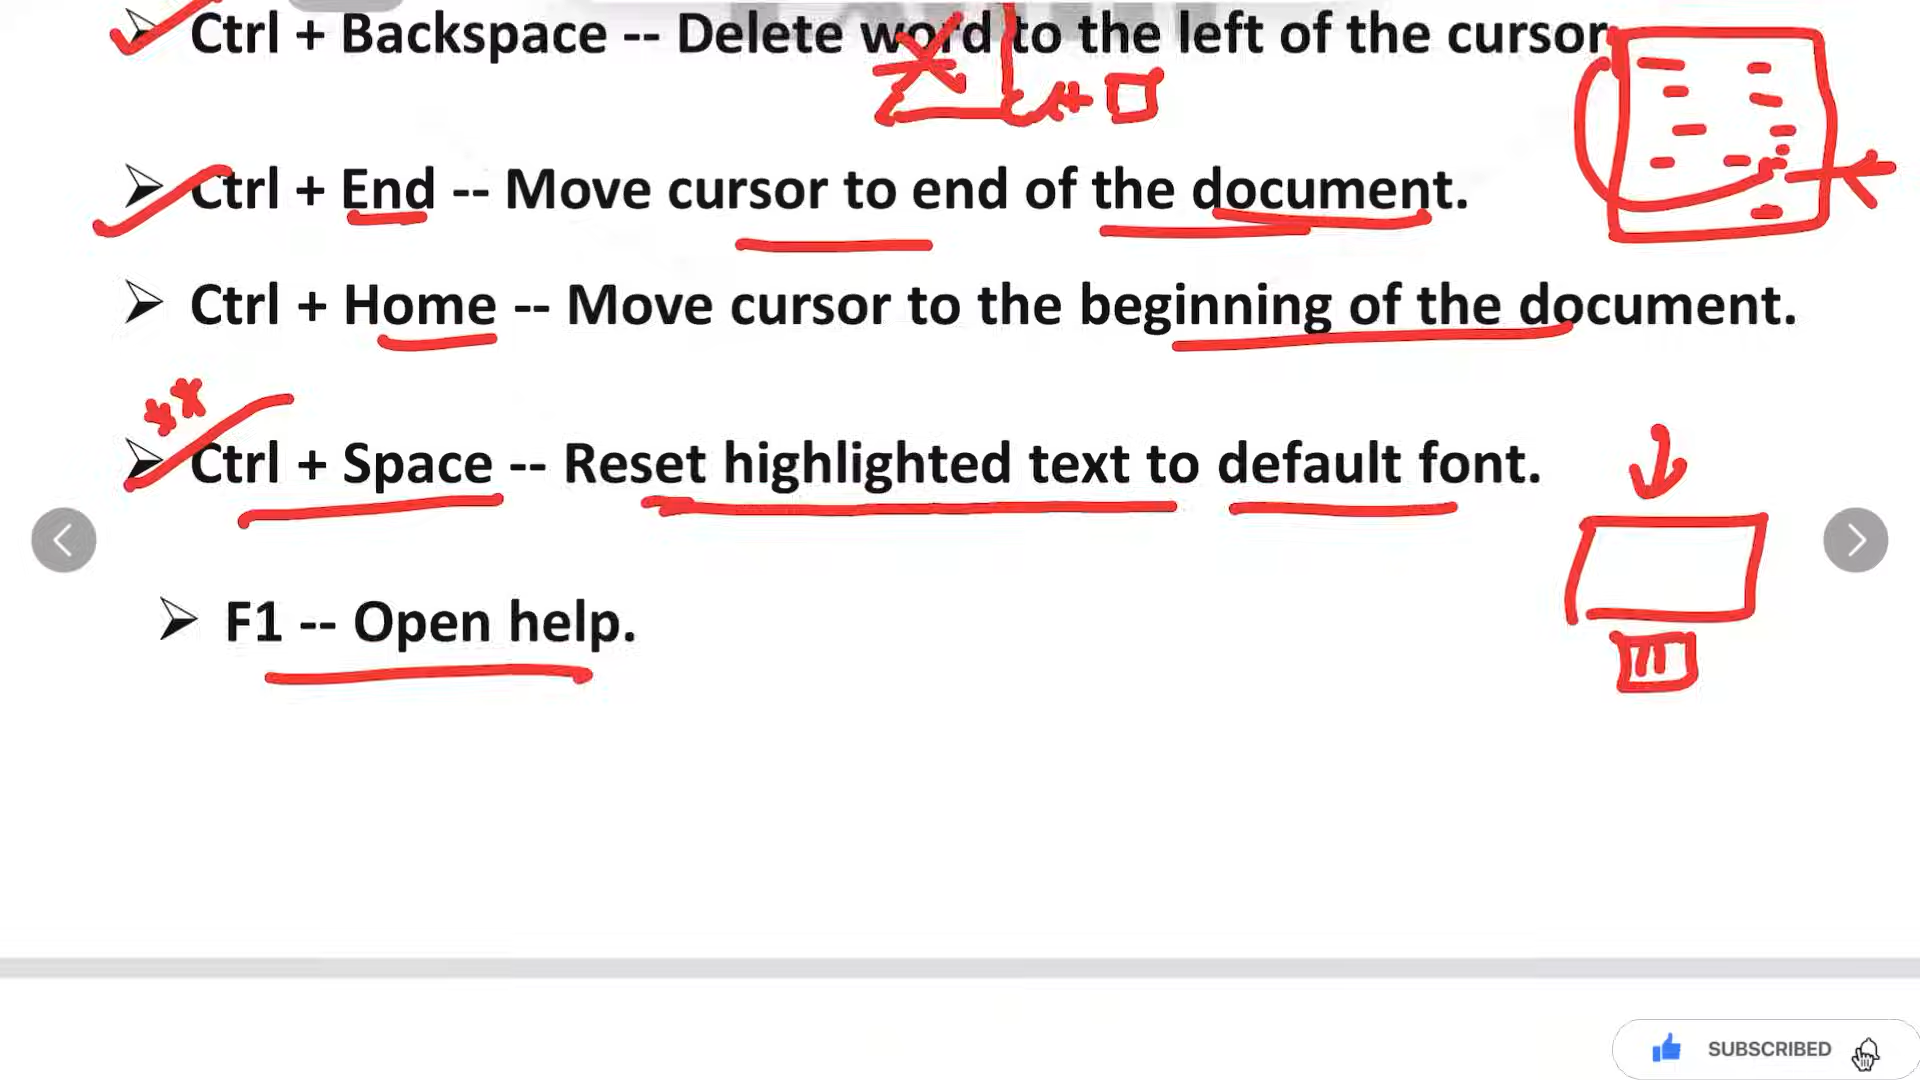 ➢ Ctrl + Backspace -- Delete word to the left of the cursor.
➢ Ctrl + End -- Move cursor to end of the document.
➢ Ctrl + Home -- Move cursor to the beginning of the document.
➢ Ctrl + Space -- Reset highlighted text to default font.
➢ F1 -- Open help.
SUBSCRIBED